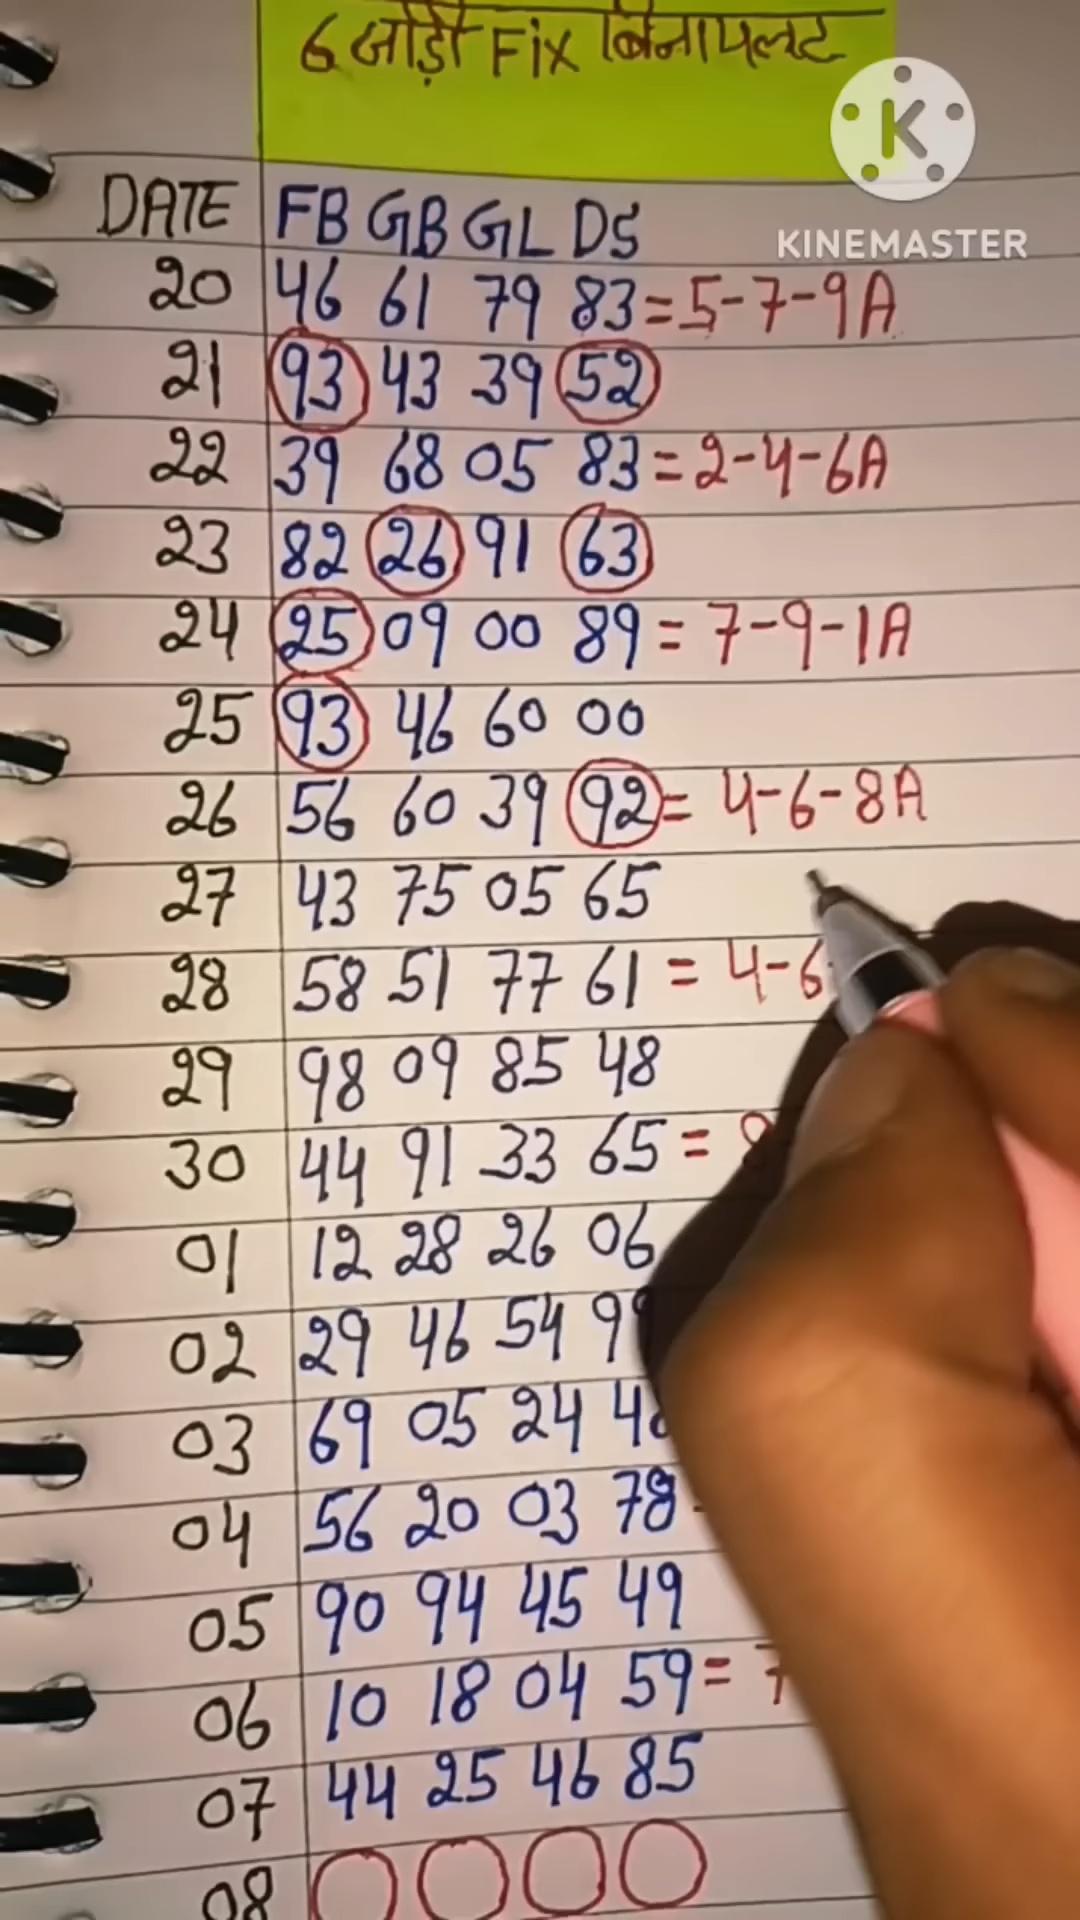 6 जोड़ी Fix बिना पलट
K
KINEMASTER
DATE FB GB GL DS
20 46 61 79 83 = 5-7-9A
21 93 43 39 52
22 39 68 05 83 = 2-4-6A
23 82 26 91 63
24 25 09 00 89 = 7-9-1A
25 93 46 60 00
26 56 60 39 92 = 4-6-8A
27 43 75 05 65
28 58 51 77 61 = 4-6
29 98 09 85 48
30 44 91 33 65 =
01 12 28 26 06
02 29 46 54
03 69 05 24
04 56 20 03 78
05 90 94 45 49
06 10 18 04 59 = 7
07 44 25 46 85
08